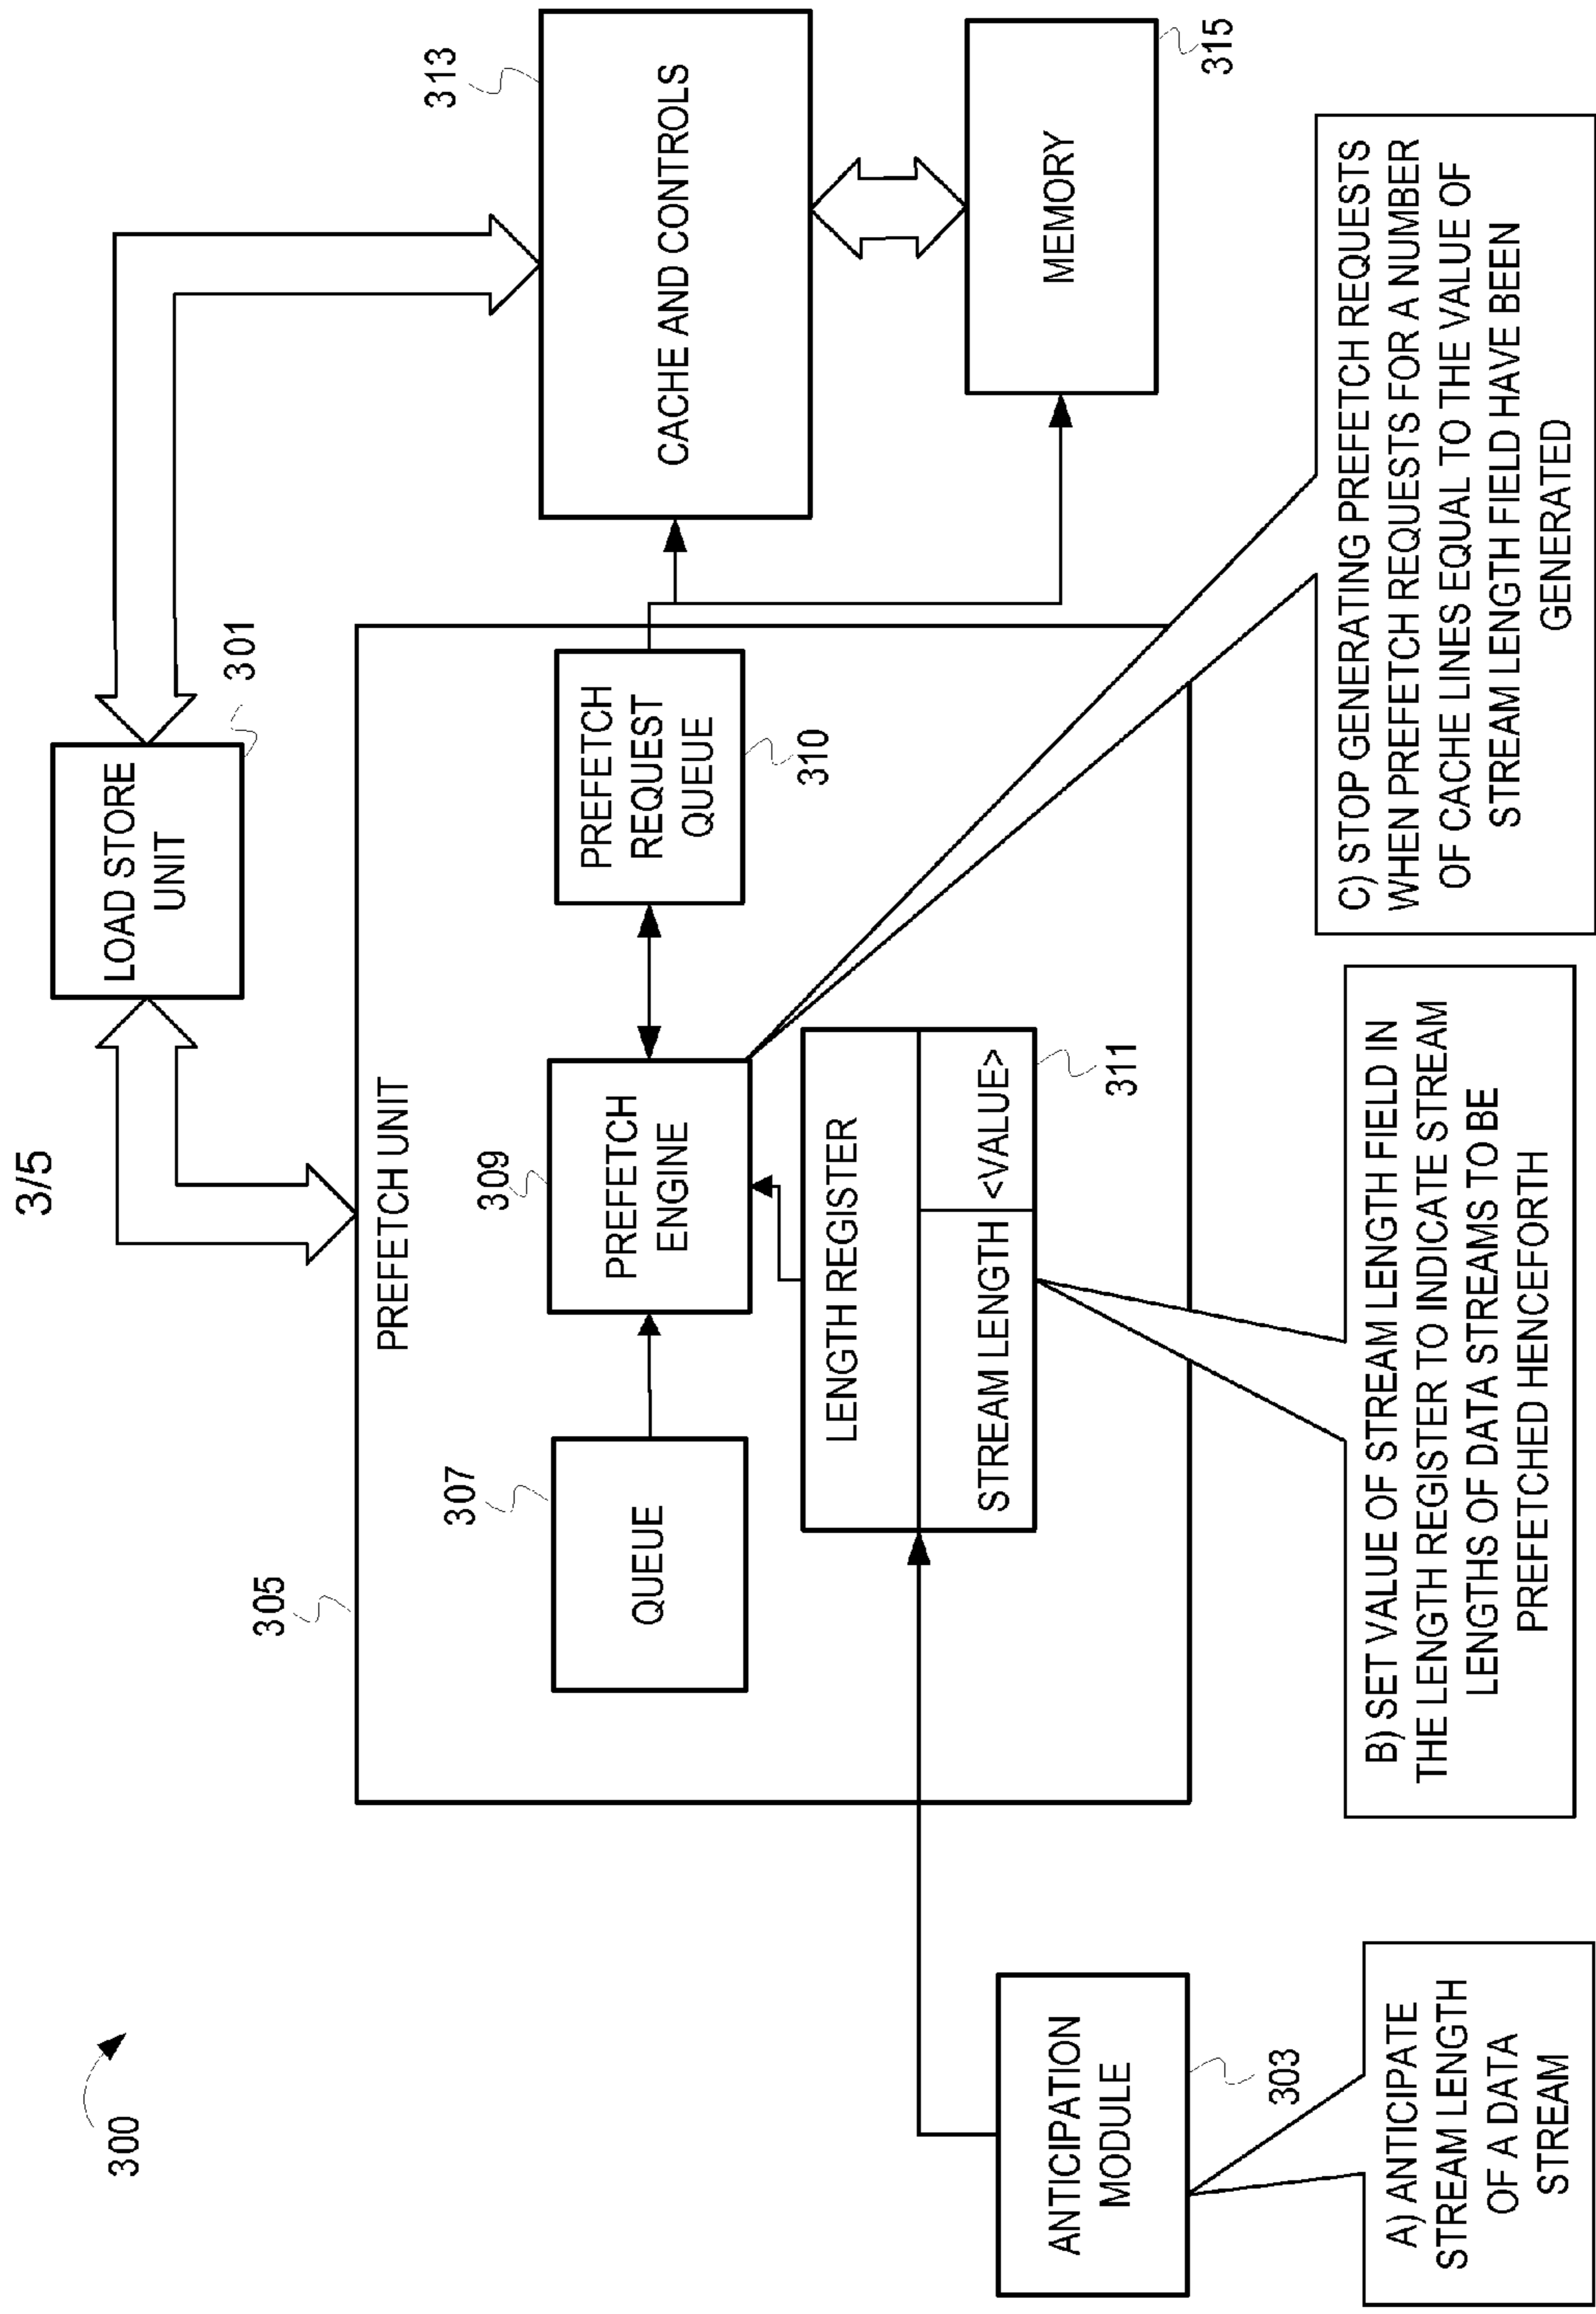 3/5
300
LOAD STORE
UNIT
301
305
PREFETCH UNIT
307
QUEUE
309
PREFETCH
ENGINE
PREFETCH
REQUEST
QUEUE
310
313
CACHE AND CONTROLS
LENGTH REGISTER
STREAM LENGTH
<VALUE>
311
MEMORY
315
ANTICIPATION
MODULE
303
A) ANTICIPATE
STREAM LENGTH
OF A DATA
STREAM
B) SET VALUE OF STREAM LENGTH FIELD IN
THE LENGTH REGISTER TO INDICATE STREAM
LENGTHS OF DATA STREAMS TO BE
PREFETCHED HENCEFORTH
C) STOP GENERATING PREFETCH REQUESTS
WHEN PREFETCH REQUESTS FOR A NUMBER
OF CACHE LINES EQUAL TO THE VALUE OF
STREAM LENGTH FIELD HAVE BEEN
GENERATED